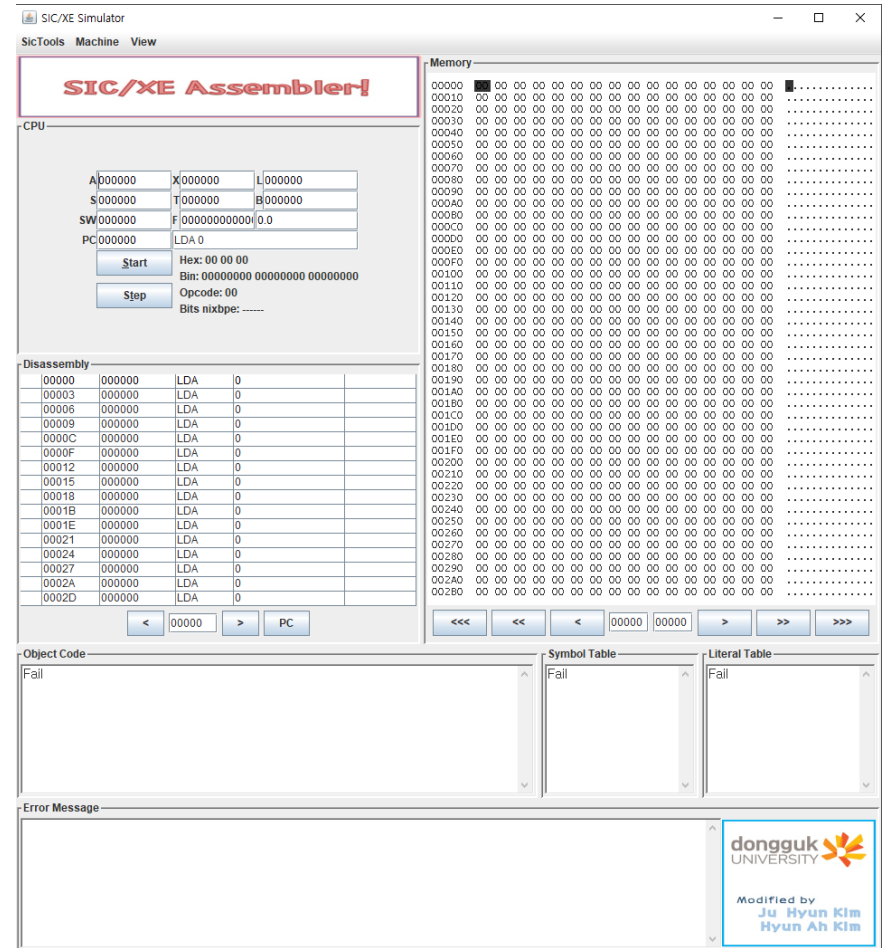 SIC/XE Simulator
SicTools Machine View
SIC/XE Assembler!
CPU
A 000000 X 000000 L 000000
S 000000 T 000000 B 000000
SW 000000 F 000000000000 0.0
PC 000000 LDA 0
Start Hex: 00 00 00
Bin: 00000000 00000000 00000000
Step Opcode: 00
Bits nixbpe: ------
Disassembly
00000 000000 LDA 0
00003 000000 LDA 0
00006 000000 LDA 0
00009 000000 LDA 0
0000C 000000 LDA 0
0000F 000000 LDA 0
00012 000000 LDA 0
00015 000000 LDA 0
00018 000000 LDA 0
0001B 000000 LDA 0
0001E 000000 LDA 0
00021 000000 LDA 0
00024 000000 LDA 0
00027 000000 LDA 0
0002A 000000 LDA 0
0002D 000000 LDA 0
< 00000 > PC
Memory
00000 00 00 00 00 00 00 00 00 00 00 00 00 00 00 00 00 ................
00010 00 00 00 00 00 00 00 00 00 00 00 00 00 00 00 00 ................
00020 00 00 00 00 00 00 00 00 00 00 00 00 00 00 00 00 ................
00030 00 00 00 00 00 00 00 00 00 00 00 00 00 00 00 00 ................
00040 00 00 00 00 00 00 00 00 00 00 00 00 00 00 00 00 ................
00050 00 00 00 00 00 00 00 00 00 00 00 00 00 00 00 00 ................
00060 00 00 00 00 00 00 00 00 00 00 00 00 00 00 00 00 ................
00070 00 00 00 00 00 00 00 00 00 00 00 00 00 00 00 00 ................
00080 00 00 00 00 00 00 00 00 00 00 00 00 00 00 00 00 ................
00090 00 00 00 00 00 00 00 00 00 00 00 00 00 00 00 00 ................
000A0 00 00 00 00 00 00 00 00 00 00 00 00 00 00 00 00 ................
000B0 00 00 00 00 00 00 00 00 00 00 00 00 00 00 00 00 ................
000C0 00 00 00 00 00 00 00 00 00 00 00 00 00 00 00 00 ................
000D0 00 00 00 00 00 00 00 00 00 00 00 00 00 00 00 00 ................
000E0 00 00 00 00 00 00 00 00 00 00 00 00 00 00 00 00 ................
000F0 00 00 00 00 00 00 00 00 00 00 00 00 00 00 00 00 ................
00100 00 00 00 00 00 00 00 00 00 00 00 00 00 00 00 00 ................
00110 00 00 00 00 00 00 00 00 00 00 00 00 00 00 00 00 ................
00120 00 00 00 00 00 00 00 00 00 00 00 00 00 00 00 00 ................
00130 00 00 00 00 00 00 00 00 00 00 00 00 00 00 00 00 ................
00140 00 00 00 00 00 00 00 00 00 00 00 00 00 00 00 00 ................
00150 00 00 00 00 00 00 00 00 00 00 00 00 00 00 00 00 ................
00160 00 00 00 00 00 00 00 00 00 00 00 00 00 00 00 00 ................
00170 00 00 00 00 00 00 00 00 00 00 00 00 00 00 00 00 ................
00180 00 00 00 00 00 00 00 00 00 00 00 00 00 00 00 00 ................
00190 00 00 00 00 00 00 00 00 00 00 00 00 00 00 00 00 ................
001A0 00 00 00 00 00 00 00 00 00 00 00 00 00 00 00 00 ................
001B0 00 00 00 00 00 00 00 00 00 00 00 00 00 00 00 00 ................
001C0 00 00 00 00 00 00 00 00 00 00 00 00 00 00 00 00 ................
001D0 00 00 00 00 00 00 00 00 00 00 00 00 00 00 00 00 ................
001E0 00 00 00 00 00 00 00 00 00 00 00 00 00 00 00 00 ................
001F0 00 00 00 00 00 00 00 00 00 00 00 00 00 00 00 00 ................
00200 00 00 00 00 00 00 00 00 00 00 00 00 00 00 00 00 ................
00210 00 00 00 00 00 00 00 00 00 00 00 00 00 00 00 00 ................
00220 00 00 00 00 00 00 00 00 00 00 00 00 00 00 00 00 ................
00230 00 00 00 00 00 00 00 00 00 00 00 00 00 00 00 00 ................
00240 00 00 00 00 00 00 00 00 00 00 00 00 00 00 00 00 ................
00250 00 00 00 00 00 00 00 00 00 00 00 00 00 00 00 00 ................
00260 00 00 00 00 00 00 00 00 00 00 00 00 00 00 00 00 ................
00270 00 00 00 00 00 00 00 00 00 00 00 00 00 00 00 00 ................
00280 00 00 00 00 00 00 00 00 00 00 00 00 00 00 00 00 ................
00290 00 00 00 00 00 00 00 00 00 00 00 00 00 00 00 00 ................
002A0 00 00 00 00 00 00 00 00 00 00 00 00 00 00 00 00 ................
002B0 00 00 00 00 00 00 00 00 00 00 00 00 00 00 00 00 ................
<<< << < 00000 00000 > >> >>>
Object Code
Fail
Symbol Table
Fail
Literal Table
Fail
Error Message
dongguk
UNIVERSITY
Modified by
Ju Hyun Kim
Hyun Ah Kim